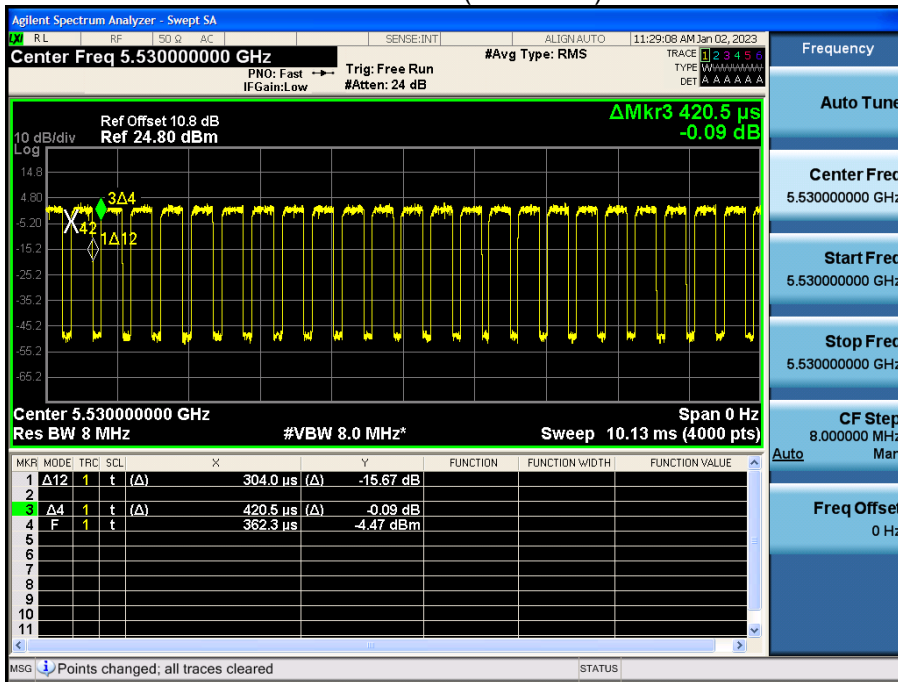 Agilent Spectrum Analyzer - Swept SA
LXI RL RF 50 Ω AC SENSE:INT ALIGN AUTO 11:29:08 AM Jan 02, 2023
Center Freq 5.530000000 GHz #Avg Type: RMS TRACE 1 2 3 4 5 6
PNO: Fast Trig: Free Run TYPE WWWWWW
IFGain:Low #Atten: 24 dB DET A A A A A A
ΔMkr3 420.5 µs
-0.09 dB
Ref Offset 10.8 dB
10 dB/div Ref 24.80 dBm
Log
14.8
4.80
-5.20
-15.2
-25.2
-35.2
-45.2
-55.2
-65.2
3Δ4
42
1Δ12
Center 5.530000000 GHz Span 0 Hz
Res BW 8 MHz #VBW 8.0 MHz* Sweep 10.13 ms (4000 pts)
MKR MODE TRC SCL X Y FUNCTION FUNCTION WIDTH FUNCTION VALUE
1 Δ12 1 t (Δ) 304.0 µs (Δ) -15.67 dB
2
3 Δ4 1 t (Δ) 420.5 µs (Δ) -0.09 dB
4 F 1 t 362.3 µs -4.47 dBm
5
6
7
8
9
10
11
MSG Points changed; all traces cleared STATUS
Frequency
Auto Tune
Center Freq
5.530000000 GHz
Start Freq
5.530000000 GHz
Stop Freq
5.530000000 GHz
CF Step
8.000000 MHz
Auto Man
Freq Offset
0 Hz